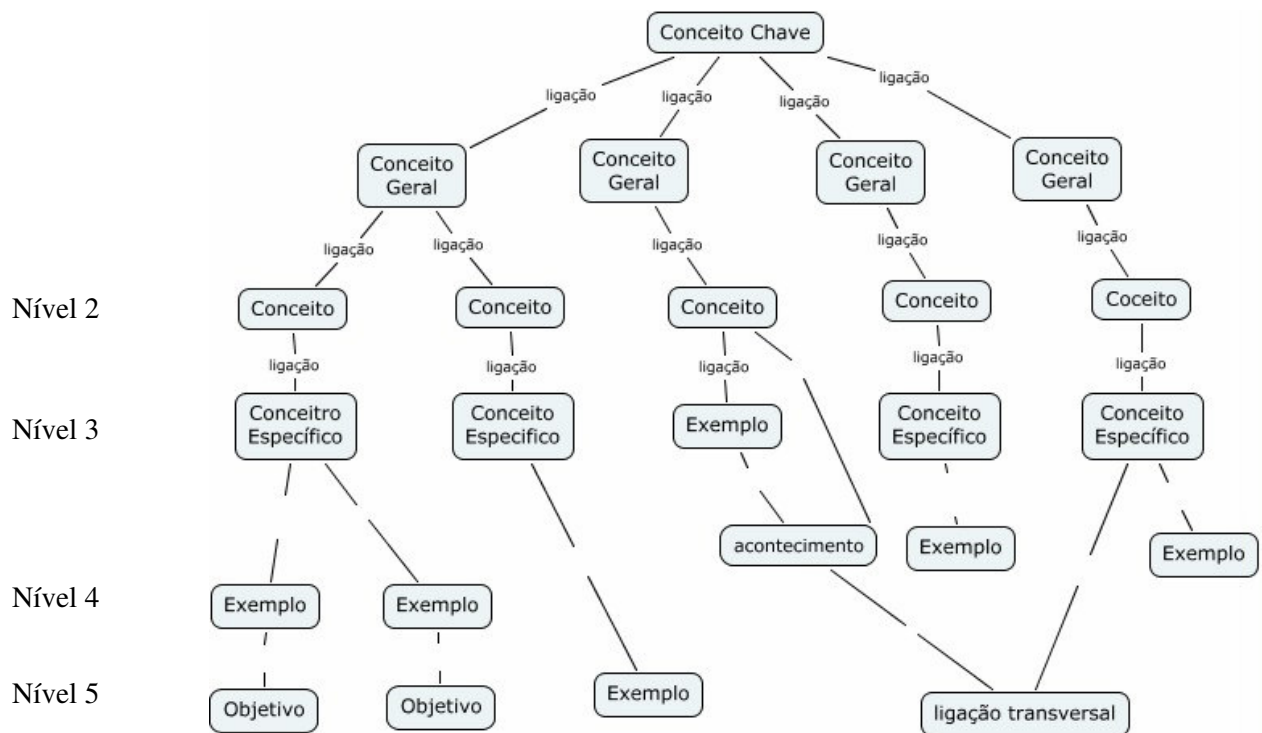 Conceito Chave
ligação
ligação
ligação
ligação
Conceito
Geral
Conceito
Geral
Conceito
Geral
Conceito
Geral
ligação
ligação
ligação
ligação
ligação
Nível 2
Conceito
Conceito
Conceito
Conceito
Coceito
ligação
ligação
ligação
ligação
ligação
Nível 3
Conceitro
Específico
Conceito
Especifico
Exemplo
Conceito
Específico
Conceito
Específico
acontecimento
Exemplo
Exemplo
Nível 4
Exemplo
Exemplo
Nível 5
Objetivo
Objetivo
Exemplo
ligação transversal